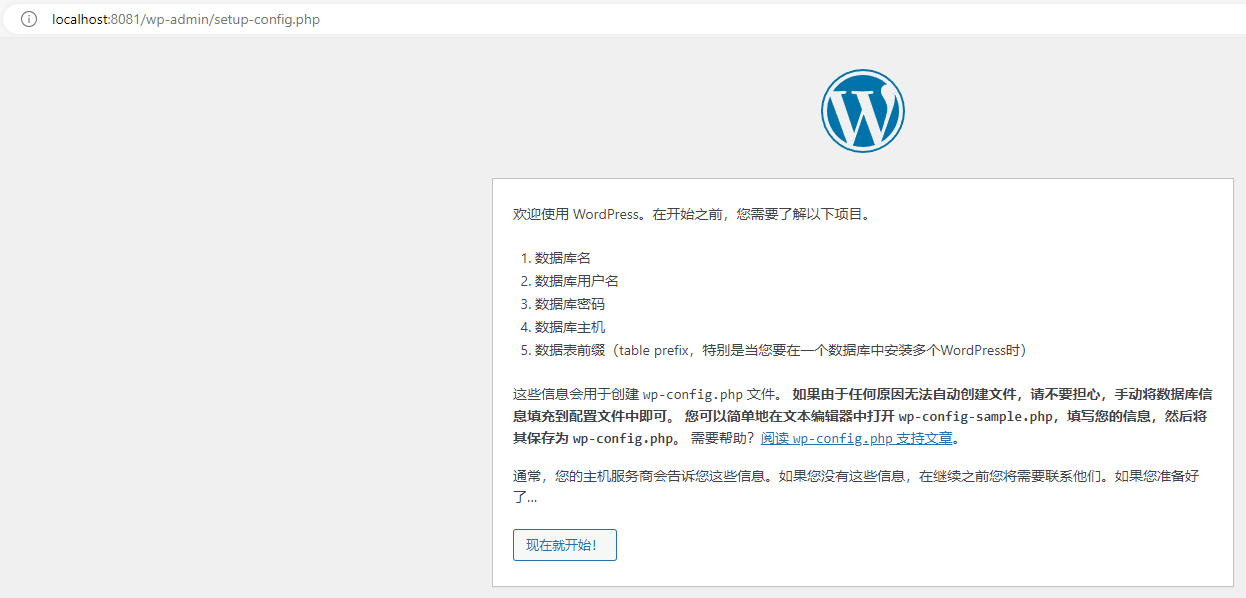 localhost:8081/wp-admin/setup-config.php
欢迎使用 WordPress。在开始之前，您需要了解以下项目。
1. 数据库名
2. 数据库用户名
3. 数据库密码
4. 数据库主机
5. 数据表前缀（table prefix，特别是当您要在一个数据库中安装多个WordPress时）
这些信息会用于创建 wp-config.php 文件。 如果由于任何原因无法自动创建文件，请不要担心，手动将数据库信
息填充到配置文件中即可。 您可以简单地在文本编辑器中打开 wp-config-sample.php，填写您的信息，然后将
其保存为 wp-config.php。 需要帮助？阅读 wp-config.php 支持文章。
通常，您的主机服务商会告诉您这些信息。如果您没有这些信息，在继续之前您将需要联系他们。如果您准备好
了...
现在就开始！